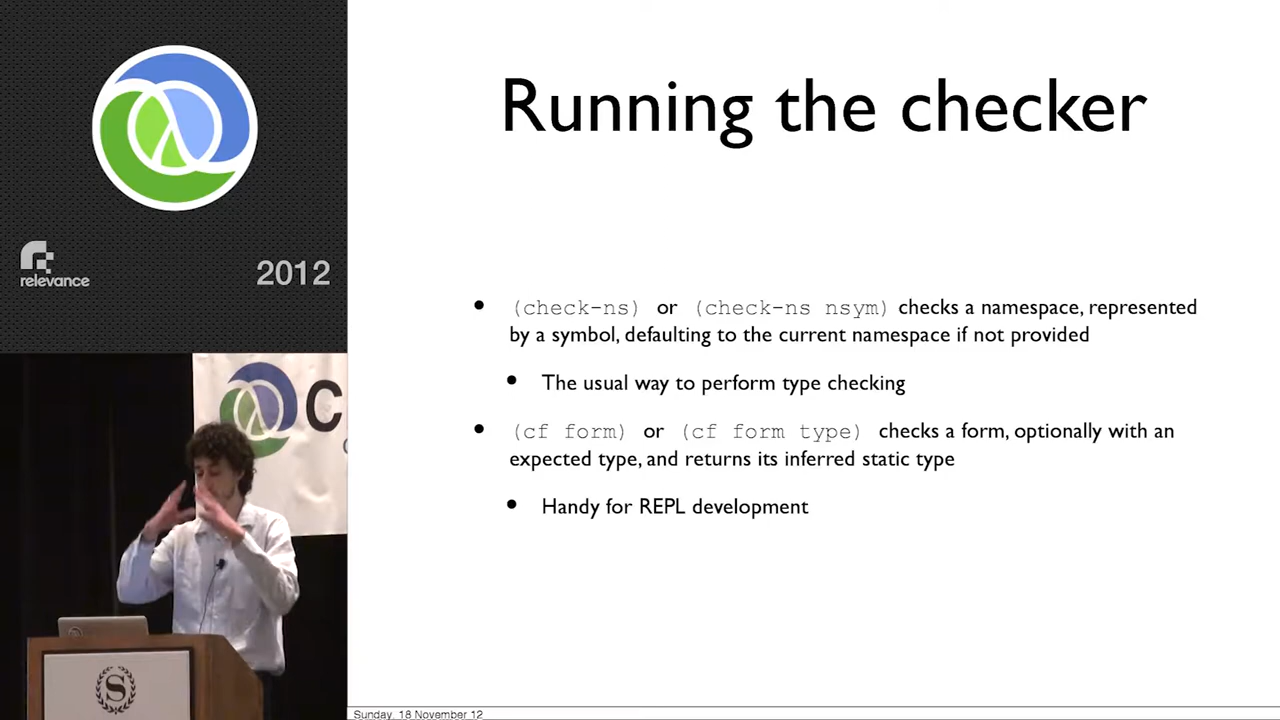 Running the checker
relevance
2012
• (check-ns) or (check-ns nsym) checks a namespace, represented
by a symbol, defaulting to the current namespace if not provided
• The usual way to perform type checking
• (cf form) or (cf form type) checks a form, optionally with an
expected type, and returns its inferred static type
• Handy for REPL development
C
S
Sunday, 18 November 12